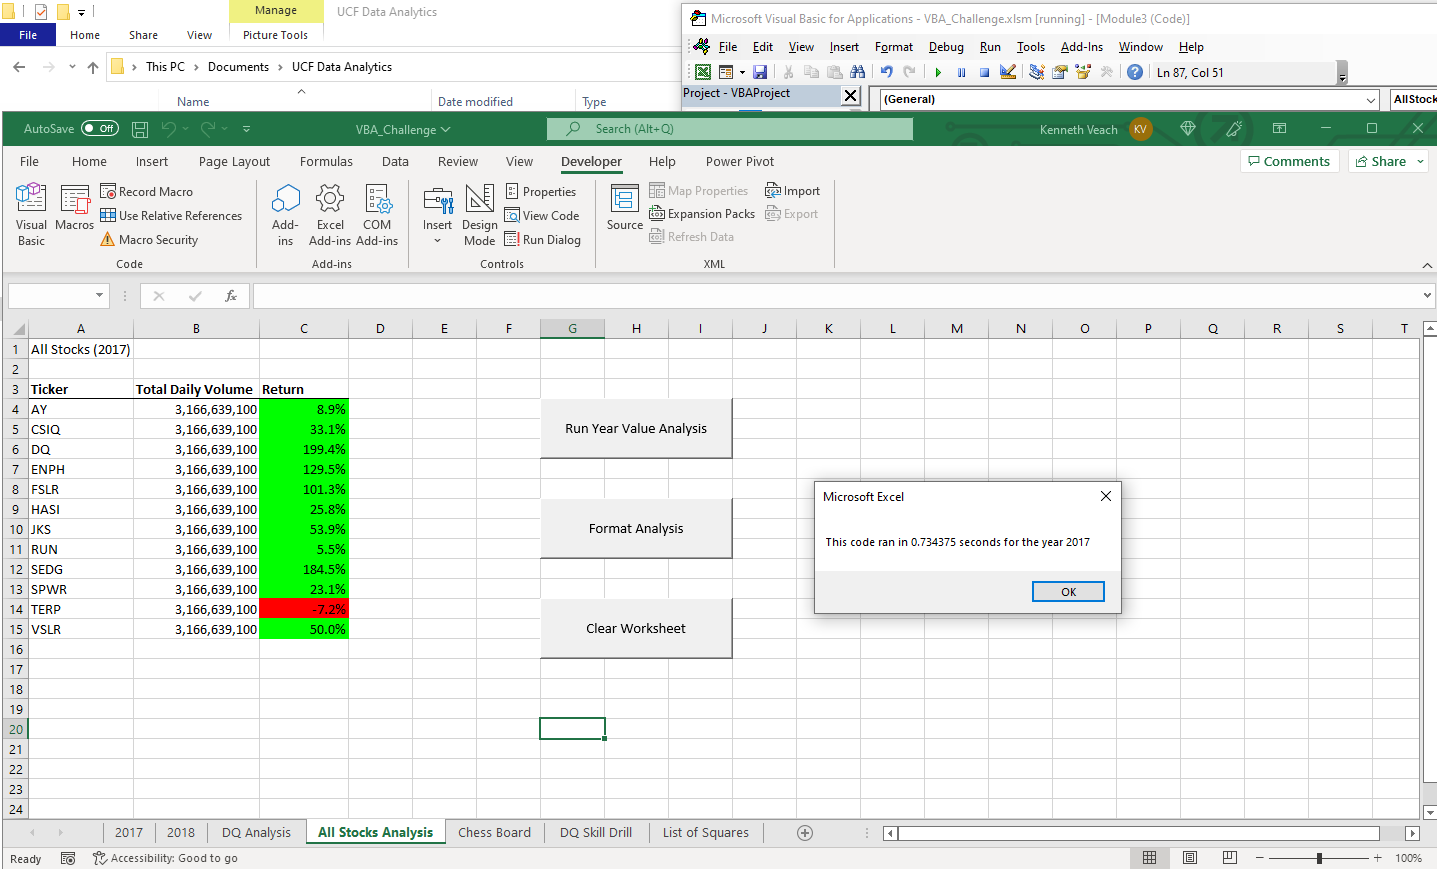 Manage
UCF Data Analytics
File Home Share View Picture Tools
This PC > Documents > UCF Data Analytics
Name Date modified Type
Microsoft Visual Basic for Applications - VBA_Challenge.xlsm [running] - [Module3 (Code)]
File Edit View Insert Format Debug Run Tools Add-Ins Window Help
Ln 87, Col 51
Project - VBAProject
(General)
AllStock
AutoSave Off VBA_Challenge Search (Alt+Q) Kenneth Veach KV
File Home Insert Page Layout Formulas Data Review View Developer Help Power Pivot Comments Share
Visual Basic
Macros
Record Macro
Use Relative References
Macro Security
Code
Add-ins
Excel Add-ins
COM Add-ins
Add-ins
Insert
Design Mode
Properties
View Code
Run Dialog
Controls
Source
Map Properties
Expansion Packs
Refresh Data
Import
Export
XML
fx
A B C D E F G H I J K L M N O P Q R S T
1 All Stocks (2017)
2
3 Ticker Total Daily Volume Return
4 AY 3,166,639,100 8.9%
5 CSIQ 3,166,639,100 33.1%
6 DQ 3,166,639,100 199.4%
7 ENPH 3,166,639,100 129.5%
8 FSLR 3,166,639,100 101.3%
9 HASI 3,166,639,100 25.8%
10 JKS 3,166,639,100 53.9%
11 RUN 3,166,639,100 5.5%
12 SEDG 3,166,639,100 184.5%
13 SPWR 3,166,639,100 23.1%
14 TERP 3,166,639,100 -7.2%
15 VSLR 3,166,639,100 50.0%
16
17
18
19
20
21
22
23
24
Run Year Value Analysis
Format Analysis
Clear Worksheet
Microsoft Excel
This code ran in 0.734375 seconds for the year 2017
OK
2017 2018 DQ Analysis All Stocks Analysis Chess Board DQ Skill Drill List of Squares
Ready Accessibility: Good to go 100%